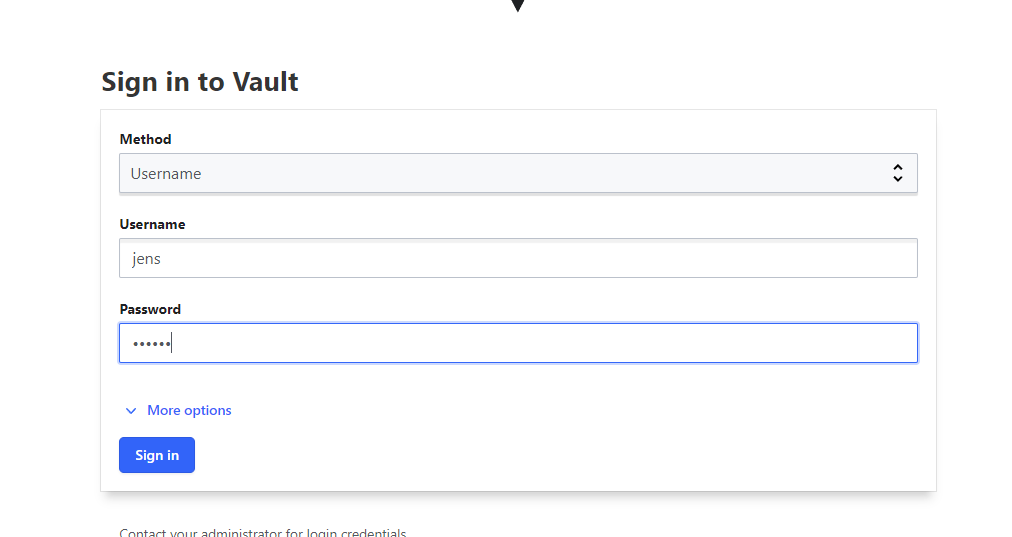 Sign in to Vault
Method
Username
Username
jens
Password
••••••
More options
Sign in
Contact your administrator for login credentials